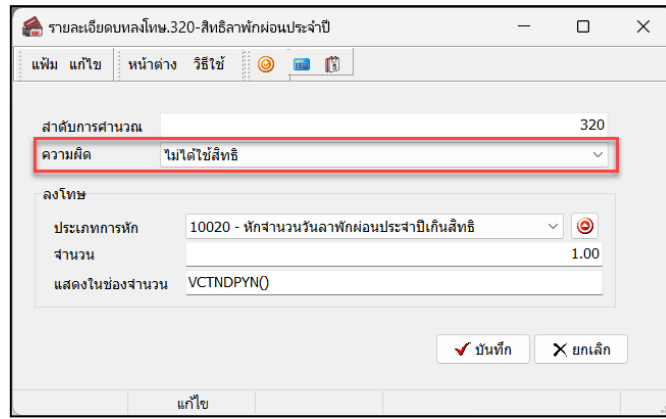 รายละเอียดบทลงโทษ.320-สิทธิลาพักผ่อนประจำปี
แฟ้ม แก้ไข หน้าต่าง วิธีใช้
ลำดับการคำนวณ 320
ความผิด ไม่ได้ใช้สิทธิ
ลงโทษ
ประเภทการหัก 10020 - หักจำนวนวันลาพักผ่อนประจำปีเกินสิทธิ
จำนวน 1.00
แสดงในช่องจำนวน VCTNDPYN()
บันทึก ยกเลิก
แก้ไข